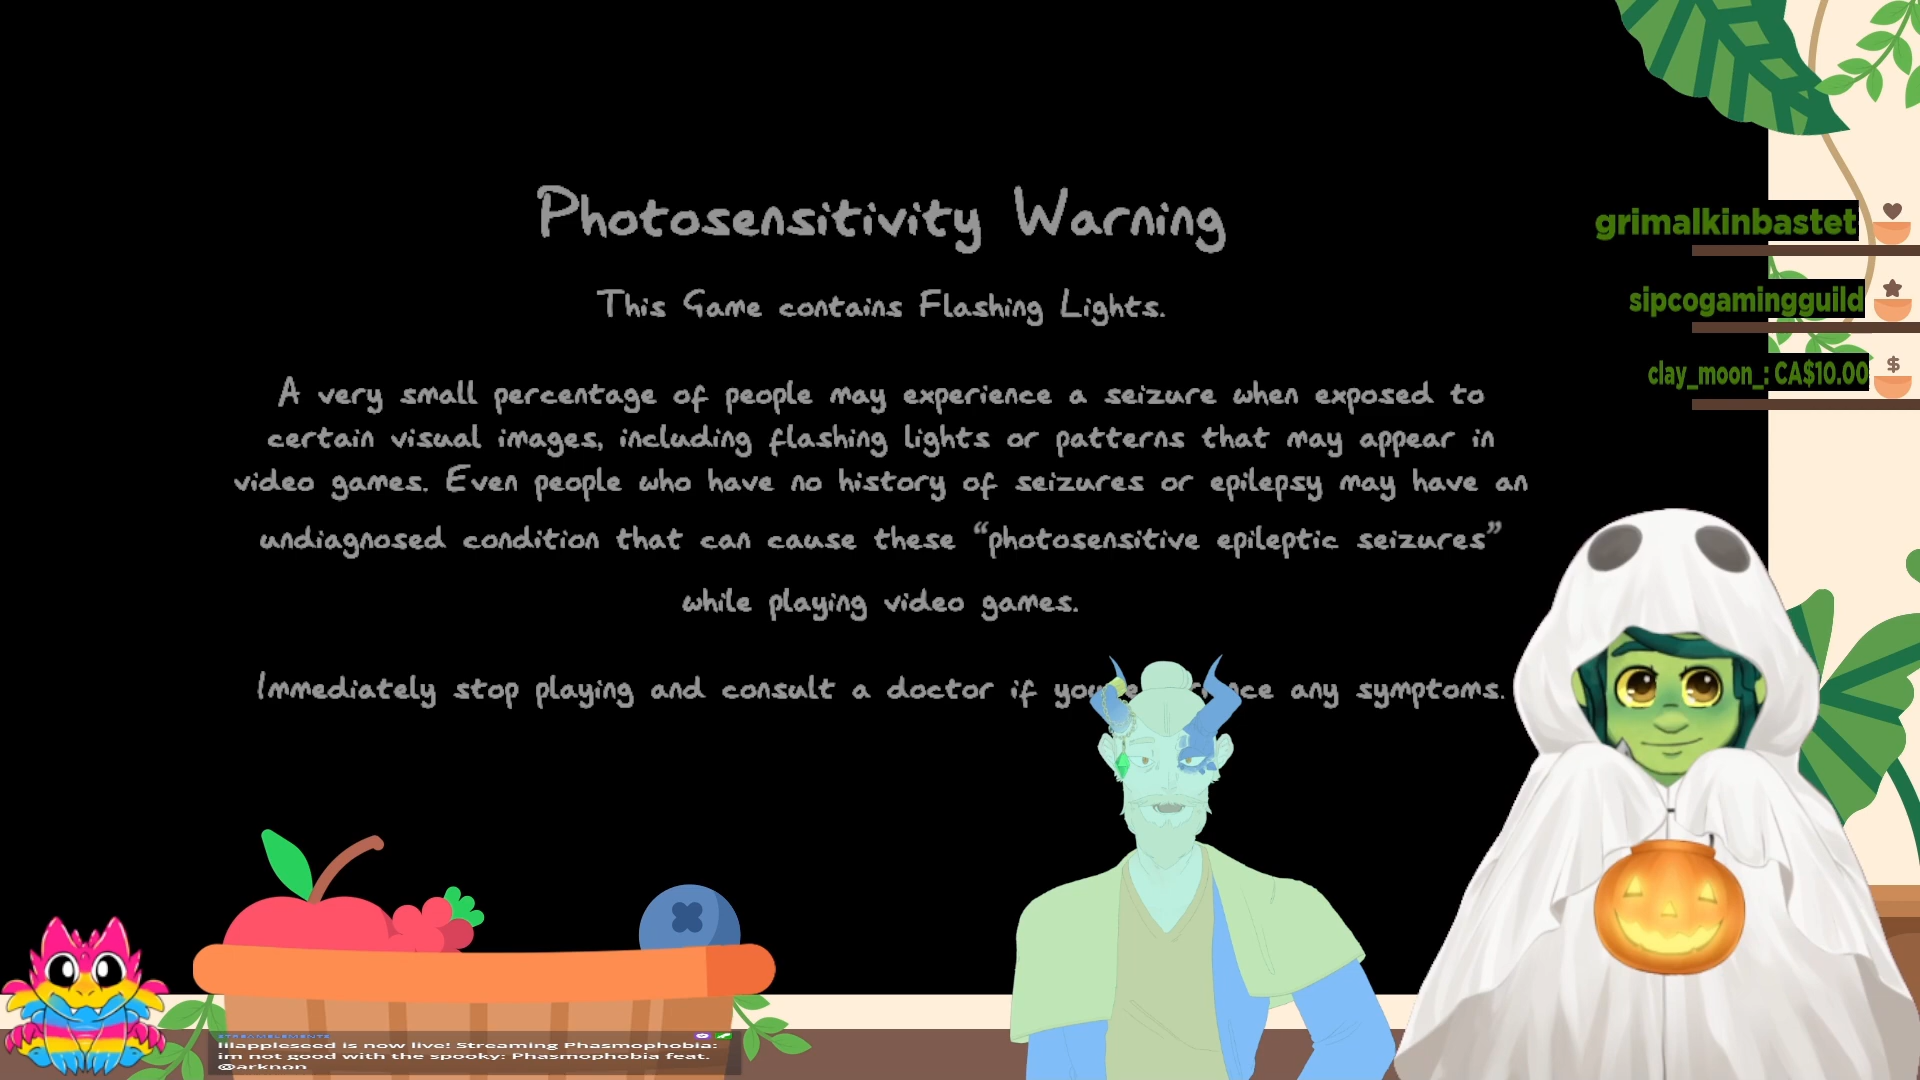 Photosensitivity Warning
This Game contains Flashing Lights.
A very small percentage of people may experience a seizure when exposed to
certain visual images, including flashing lights or patterns that may appear in
video games. Even people who have no history of seizures or epilepsy may have an
undiagnosed condition that can cause these “photosensitive epileptic seizures”
while playing video games.
Immediately stop playing and consult a doctor if you any symptoms.
grimalkinbastet
sipcogamingguild
clay_moon_: CA$10.00
STREAMELEMENTS
lilappleseed is now live! Streaming Phasmophobia:
im not good with the spooky: Phasmophobia feat.
@arknon